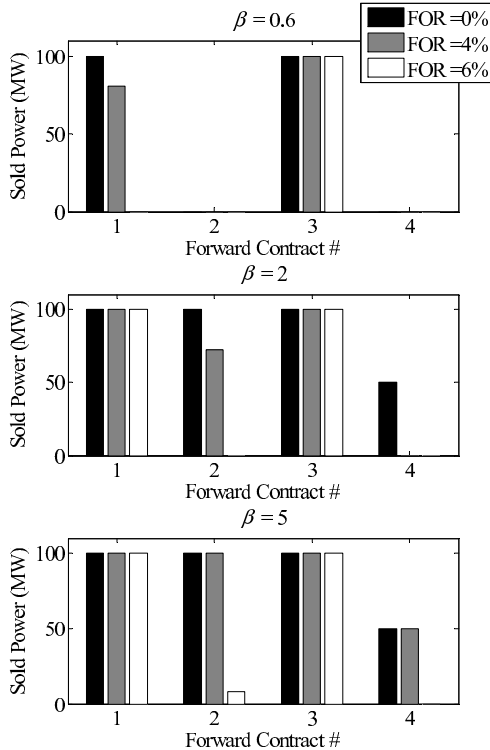 β = 0.6
FOR =0%
FOR =4%
FOR =6%
Sold Power (MW)
100
50
0
1 2 3 4
Forward Contract #
β = 2
Sold Power (MW)
100
50
0
1 2 3 4
Forward Contract #
β = 5
Sold Power (MW)
100
50
0
1 2 3 4
Forward Contract #